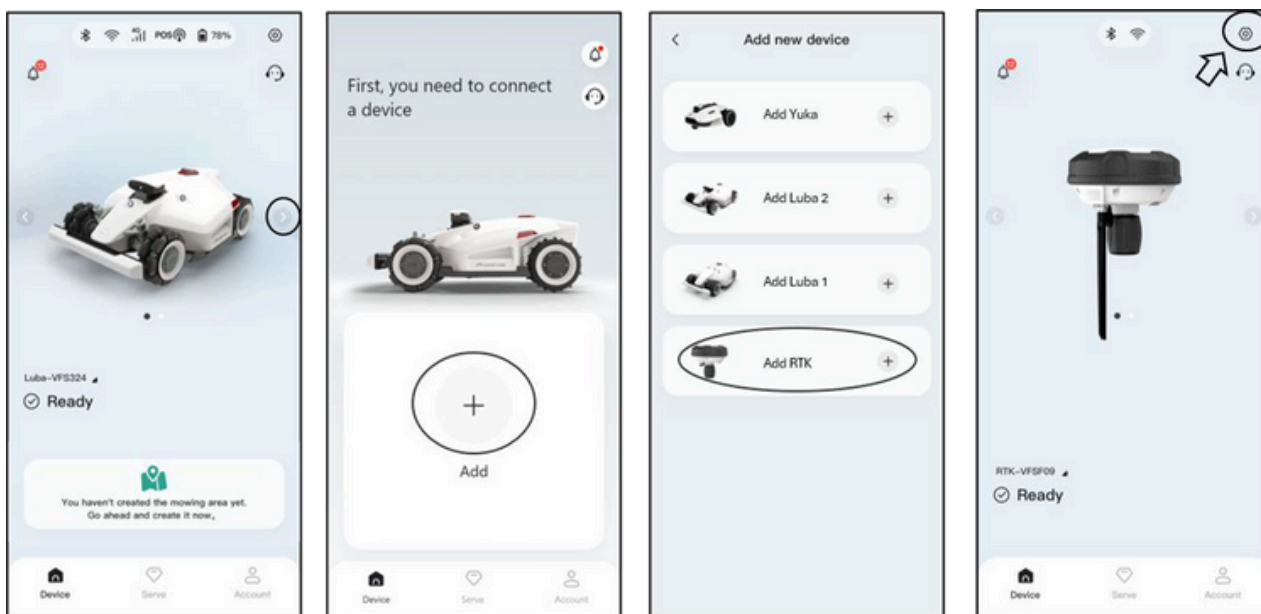 4G
POS
78%
12
Luba-VFS324
Ready
You haven't created the mowing area yet.
Go ahead and create it now,
Device
Serve
Account
First, you need to connect
a device
Add
Device
Serve
Account
Add new device
Add Yuka
Add Luba 2
Add Luba 1
Add RTK
RTK-VFSF09
Ready
Device
Serve
Account